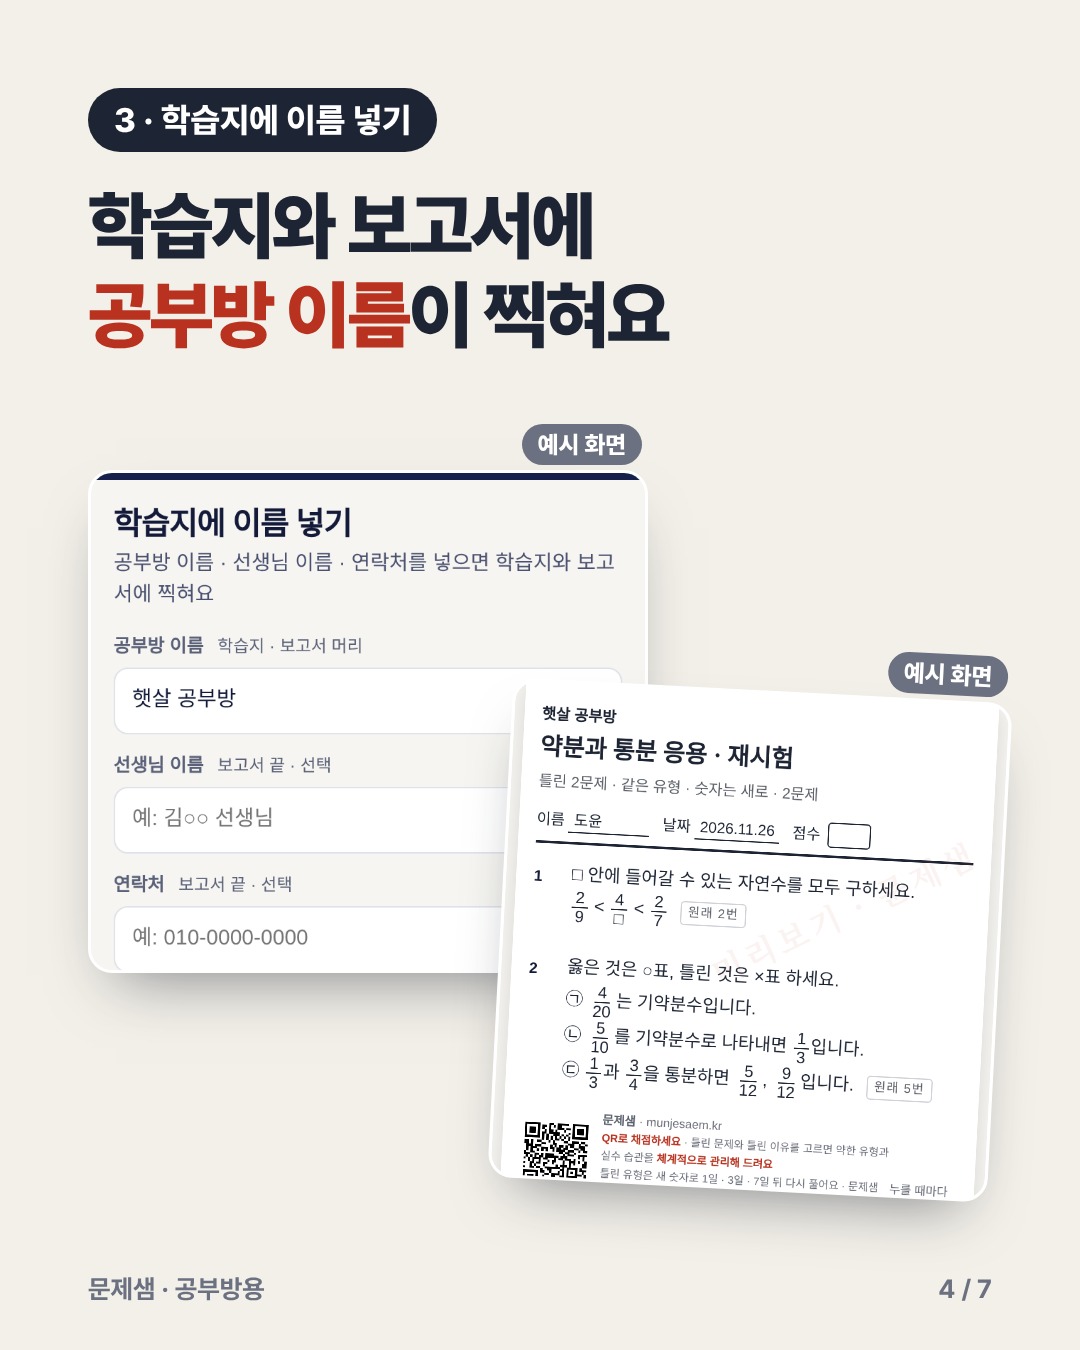 3 · 학습지에 이름 넣기
학습지와 보고서에
공부방 이름이 찍혀요
예시 화면
학습지에 이름 넣기
공부방 이름 · 선생님 이름 · 연락처를 넣으면 학습지와 보고
서에 찍혀요
공부방 이름 학습지 · 보고서 머리
햇살 공부방
선생님 이름 보고서 끝 · 선택
예: 김○○ 선생님
연락처 보고서 끝 · 선택
예: 010-0000-0000
예시 화면
햇살 공부방
약분과 통분 응용 · 재시험
틀린 2문제 · 같은 유형 · 숫자는 새로 · 2문제
이름 도윤 날짜 2026.11.26 점수
1 □ 안에 들어갈 수 있는 자연수를 모두 구하세요.
2/9 < 4/□ < 2/7 원래 2번
미리보기 · 문제샘
2 옳은 것은 ○표, 틀린 것은 ×표 하세요.
㉠ 4/20 는 기약분수입니다.
㉡ 5/10 를 기약분수로 나타내면 1/3 입니다.
㉢ 1/3 과 3/4 을 통분하면 5/12 , 9/12 입니다. 원래 5번
문제샘 · munjesaem.kr
QR로 채점하세요 · 틀린 문제와 틀린 이유를 고르면 약한 유형과
실수 습관을 체계적으로 관리해 드려요
틀린 유형은 새 숫자로 1일 · 3일 · 7일 뒤 다시 풀어요 · 문제샘 누를 때마다
문제샘 · 공부방용
4 / 7